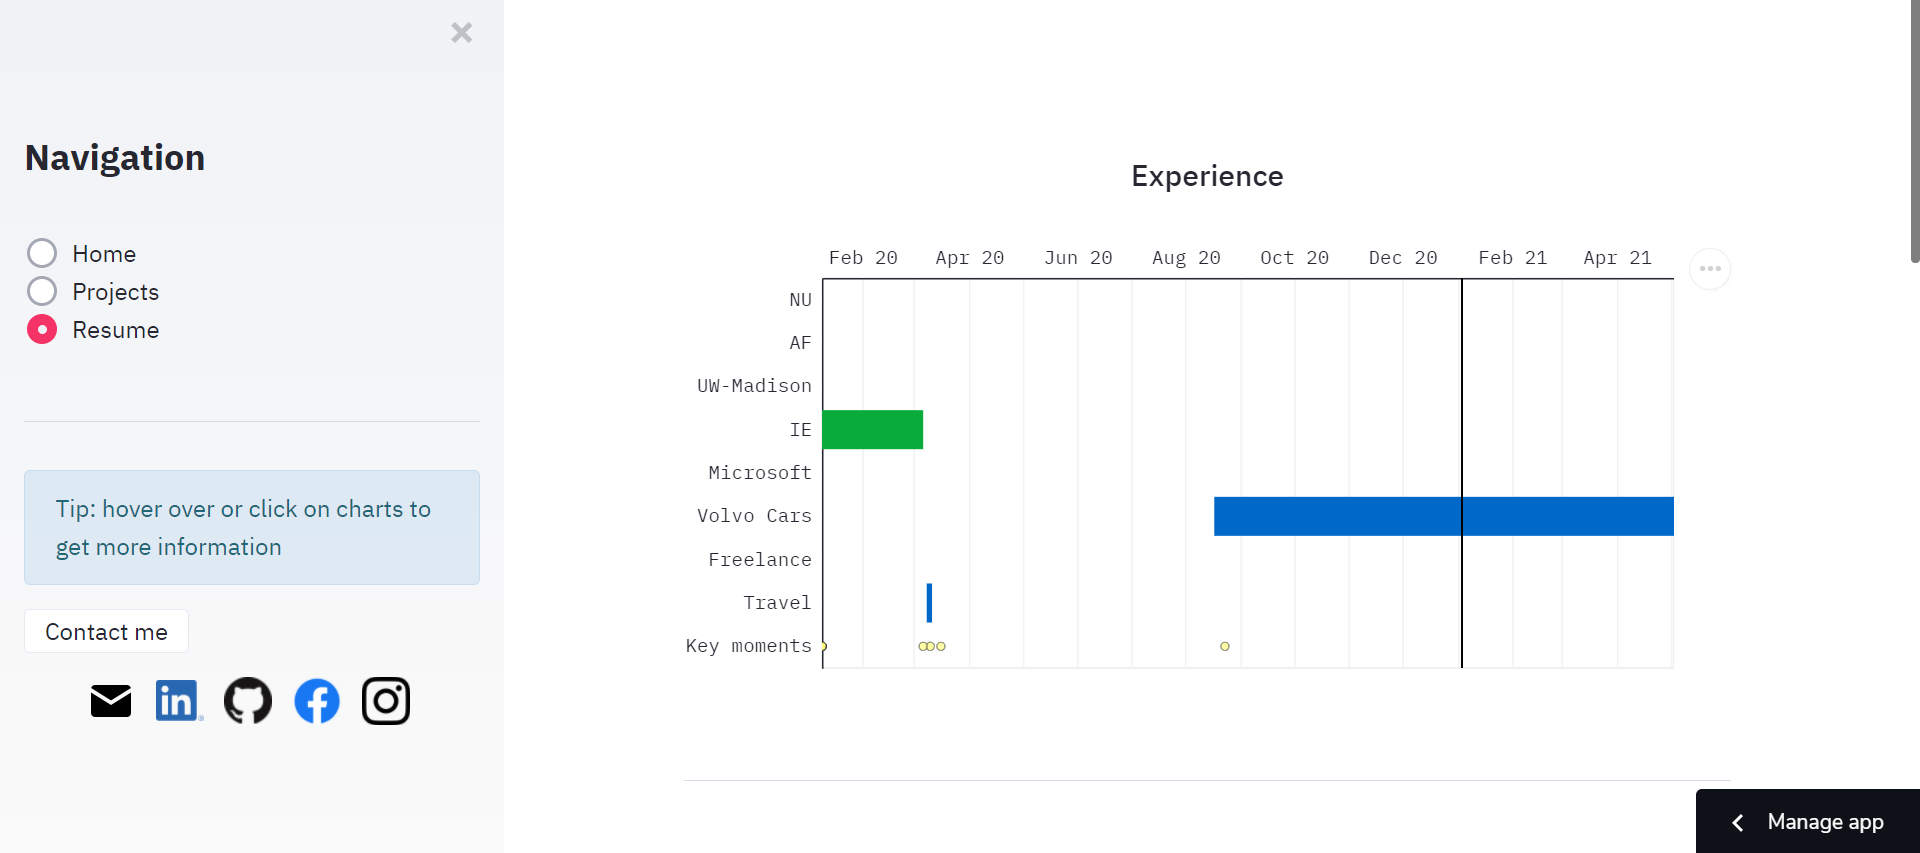 Navigation
Home
Projects
Resume
Tip: hover over or click on charts to
get more information
Contact me
in
Experience
Feb 20 Apr 20 Jun 20 Aug 20 Oct 20 Dec 20 Feb 21 Apr 21
NU
AF
UW-Madison
IE
Microsoft
Volvo Cars
Freelance
Travel
Key moments
Manage app